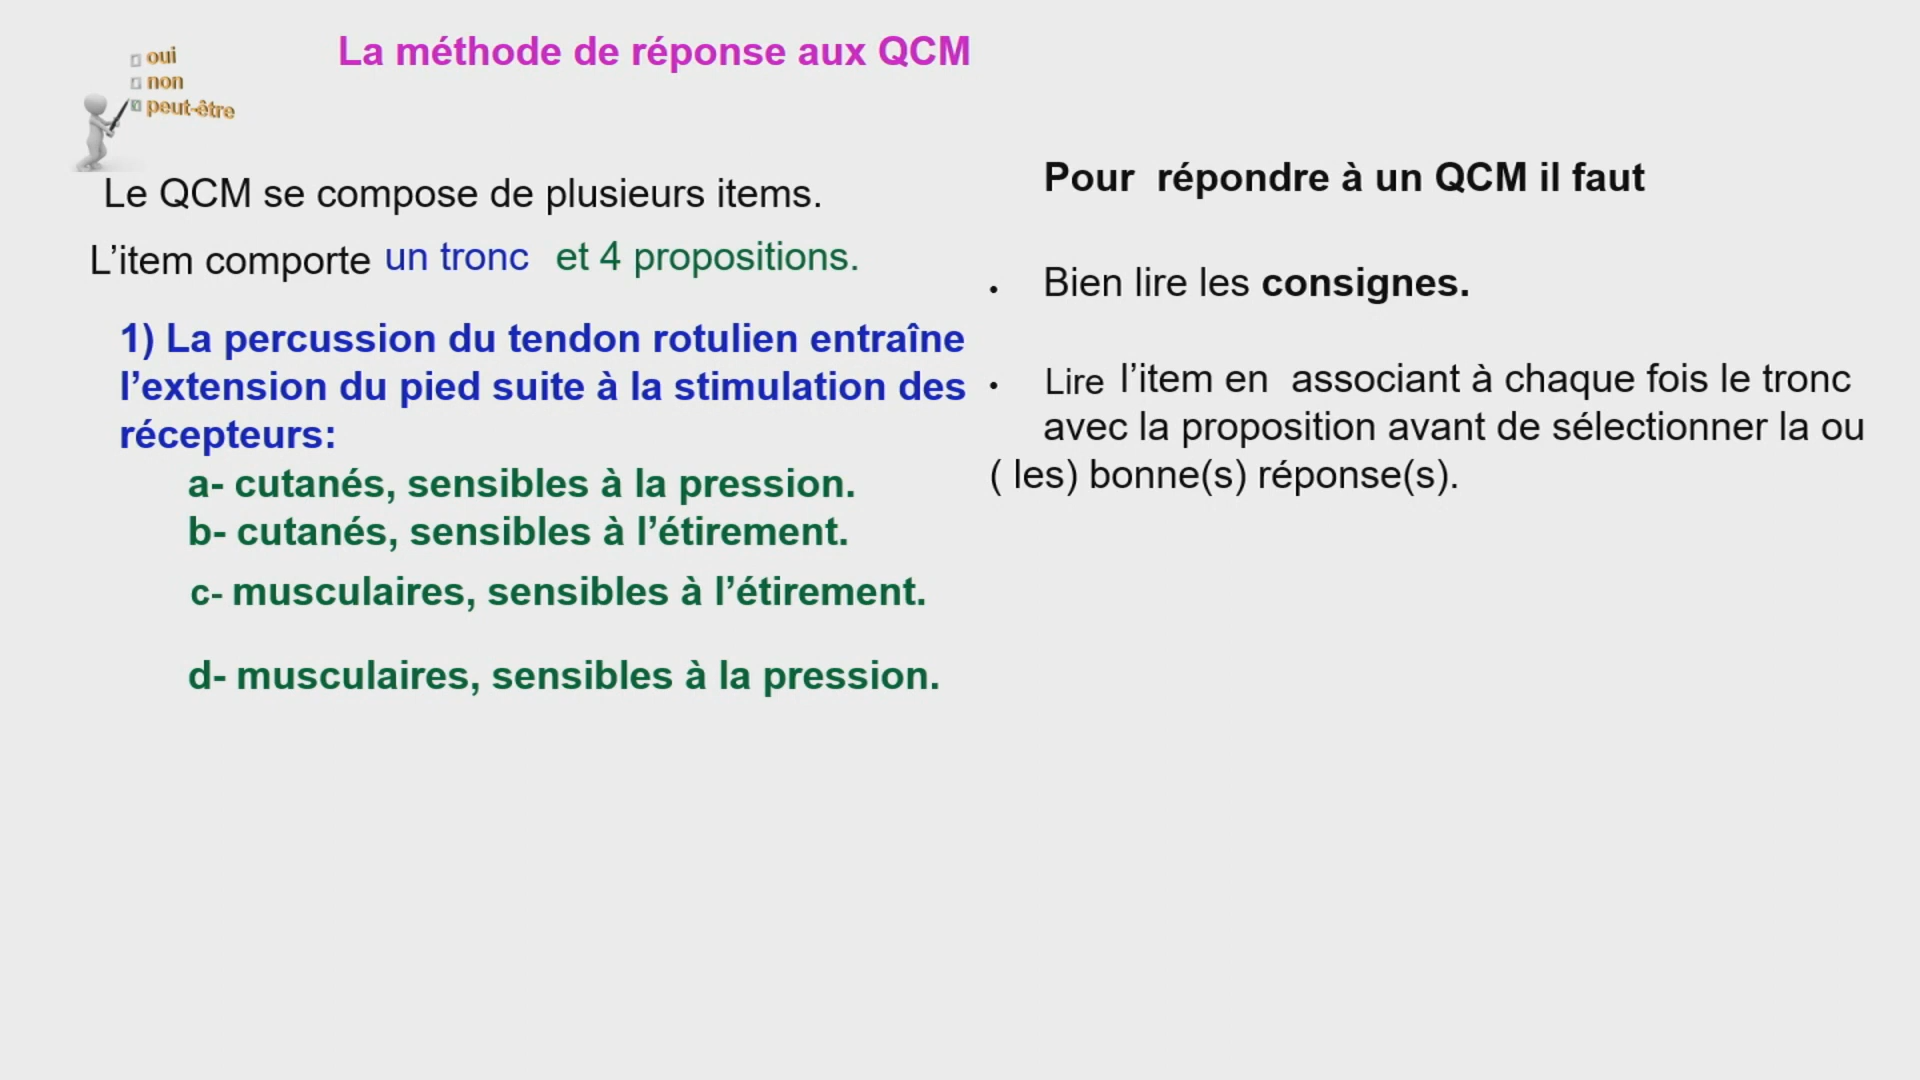 La méthode de réponse aux QCM
oui
non
peut-être
Le QCM se compose de plusieurs items.
L’item comporte un tronc et 4 propositions.
1) La percussion du tendon rotulien entraîne
l’extension du pied suite à la stimulation des
récepteurs:
a- cutanés, sensibles à la pression.
b- cutanés, sensibles à l’étirement.
c- musculaires, sensibles à l’étirement.
d- musculaires, sensibles à la pression.
Pour répondre à un QCM il faut
• Bien lire les consignes.
• Lire l’item en associant à chaque fois le tronc
avec la proposition avant de sélectionner la ou
( les) bonne(s) réponse(s).